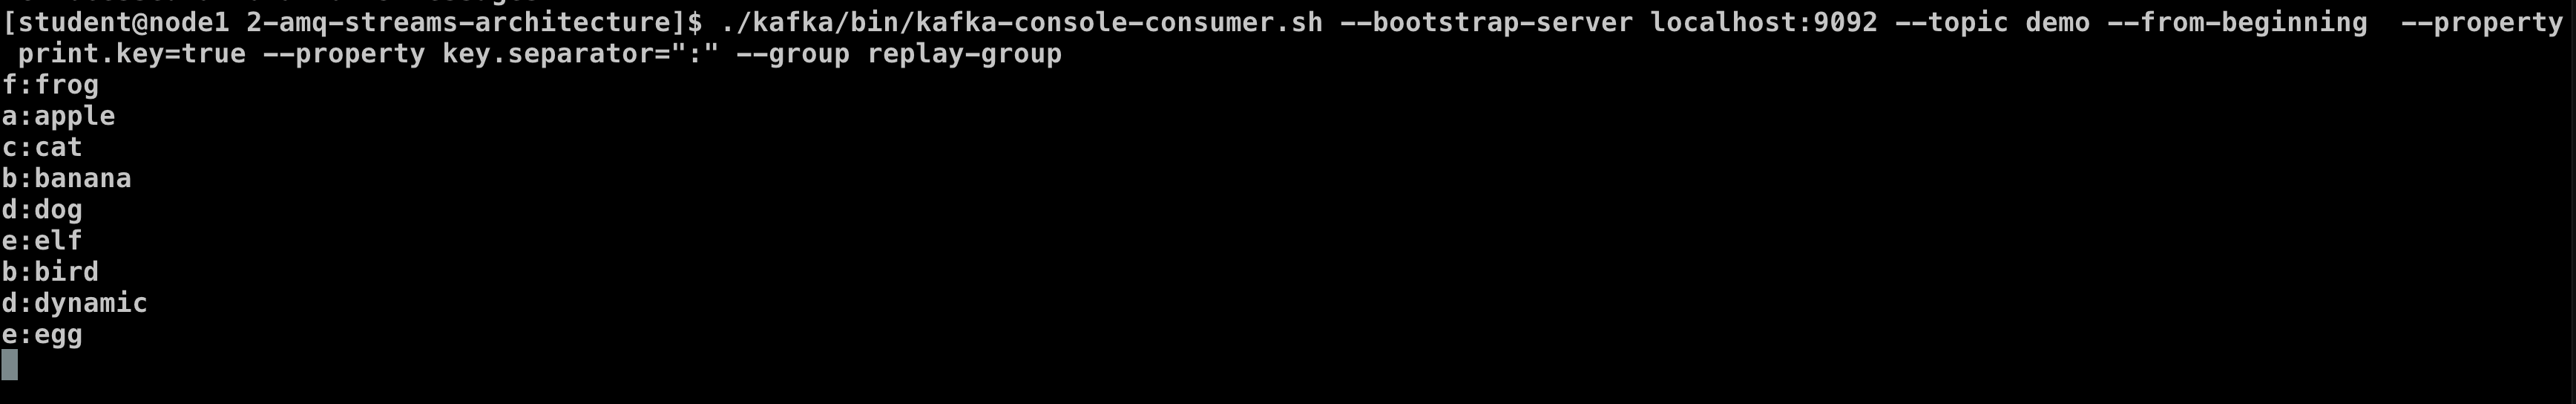 [student@node1 2-amq-streams-architecture]$ ./kafka/bin/kafka-console-consumer.sh --bootstrap-server localhost:9092 --topic demo --from-beginning  --property
 print.key=true --property key.separator=":" --group replay-group
f:frog
a:apple
c:cat
b:banana
d:dog
e:elf
b:bird
d:dynamic
e:egg